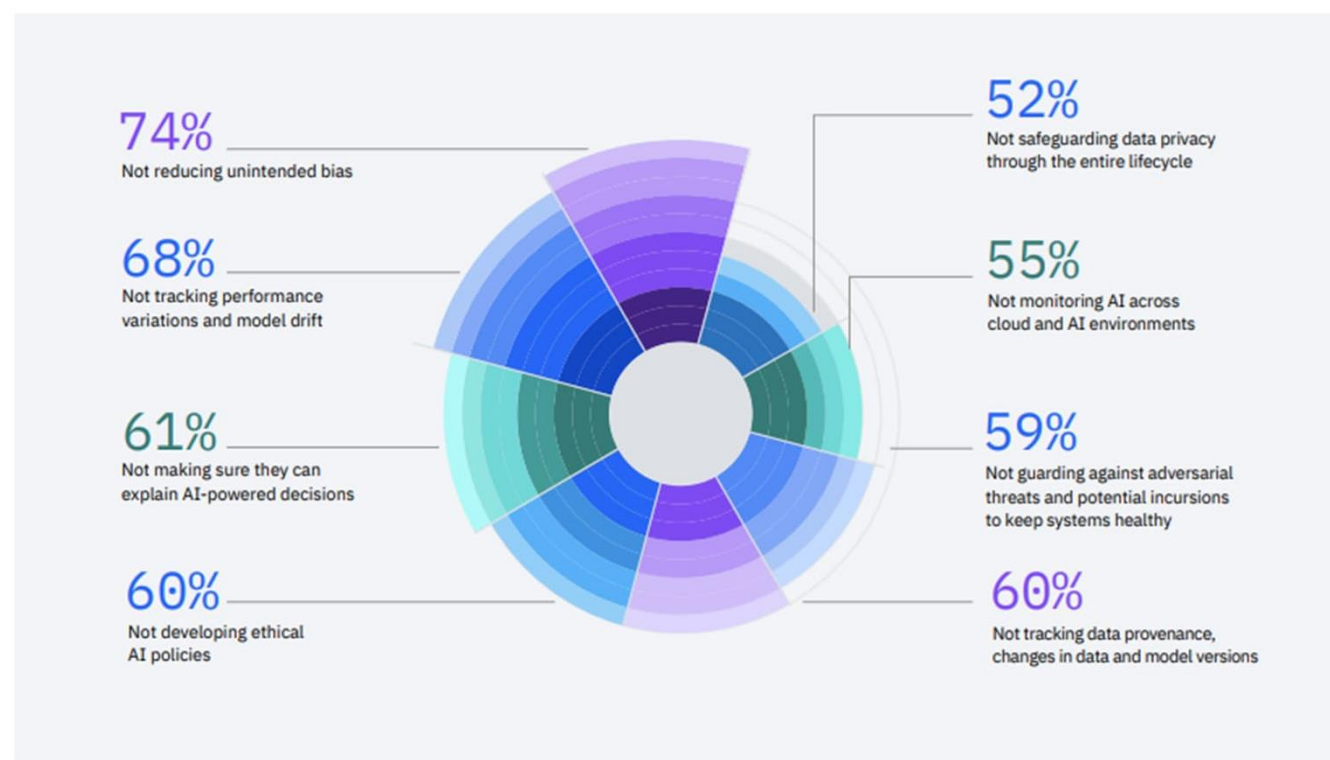 74%
Not reducing unintended bias
68%
Not tracking performance
variations and model drift
61%
Not making sure they can
explain AI-powered decisions
60%
Not developing ethical
AI policies
52%
Not safeguarding data privacy
through the entire lifecycle
55%
Not monitoring AI across
cloud and AI environments
59%
Not guarding against adversarial
threats and potential incursions
to keep systems healthy
60%
Not tracking data provenance,
changes in data and model versions